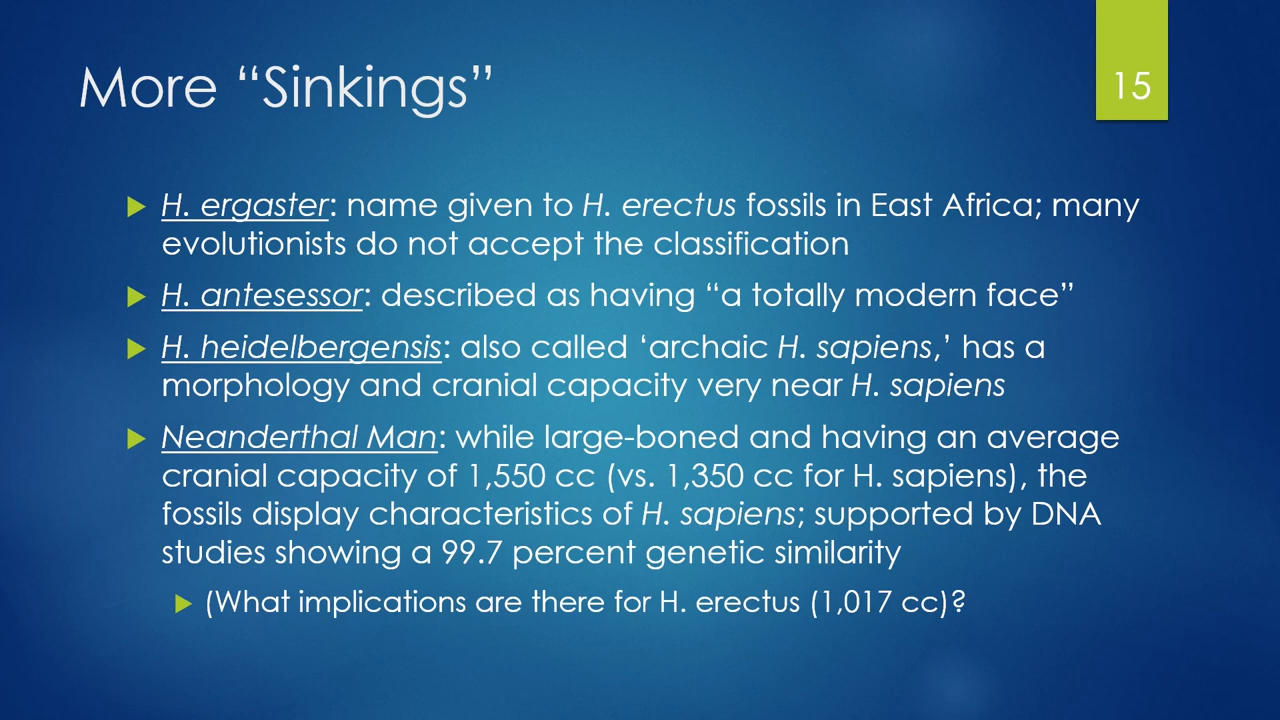 More “Sinkings”
15
H. ergaster: name given to H. erectus fossils in East Africa; many
evolutionists do not accept the classification
H. antesessor: described as having “a totally modern face”
H. heidelbergensis: also called ‘archaic H. sapiens,’ has a
morphology and cranial capacity very near H. sapiens
Neanderthal Man: while large-boned and having an average
cranial capacity of 1,550 cc (vs. 1,350 cc for H. sapiens), the
fossils display characteristics of H. sapiens; supported by DNA
studies showing a 99.7 percent genetic similarity
(What implications are there for H. erectus (1,017 cc)?